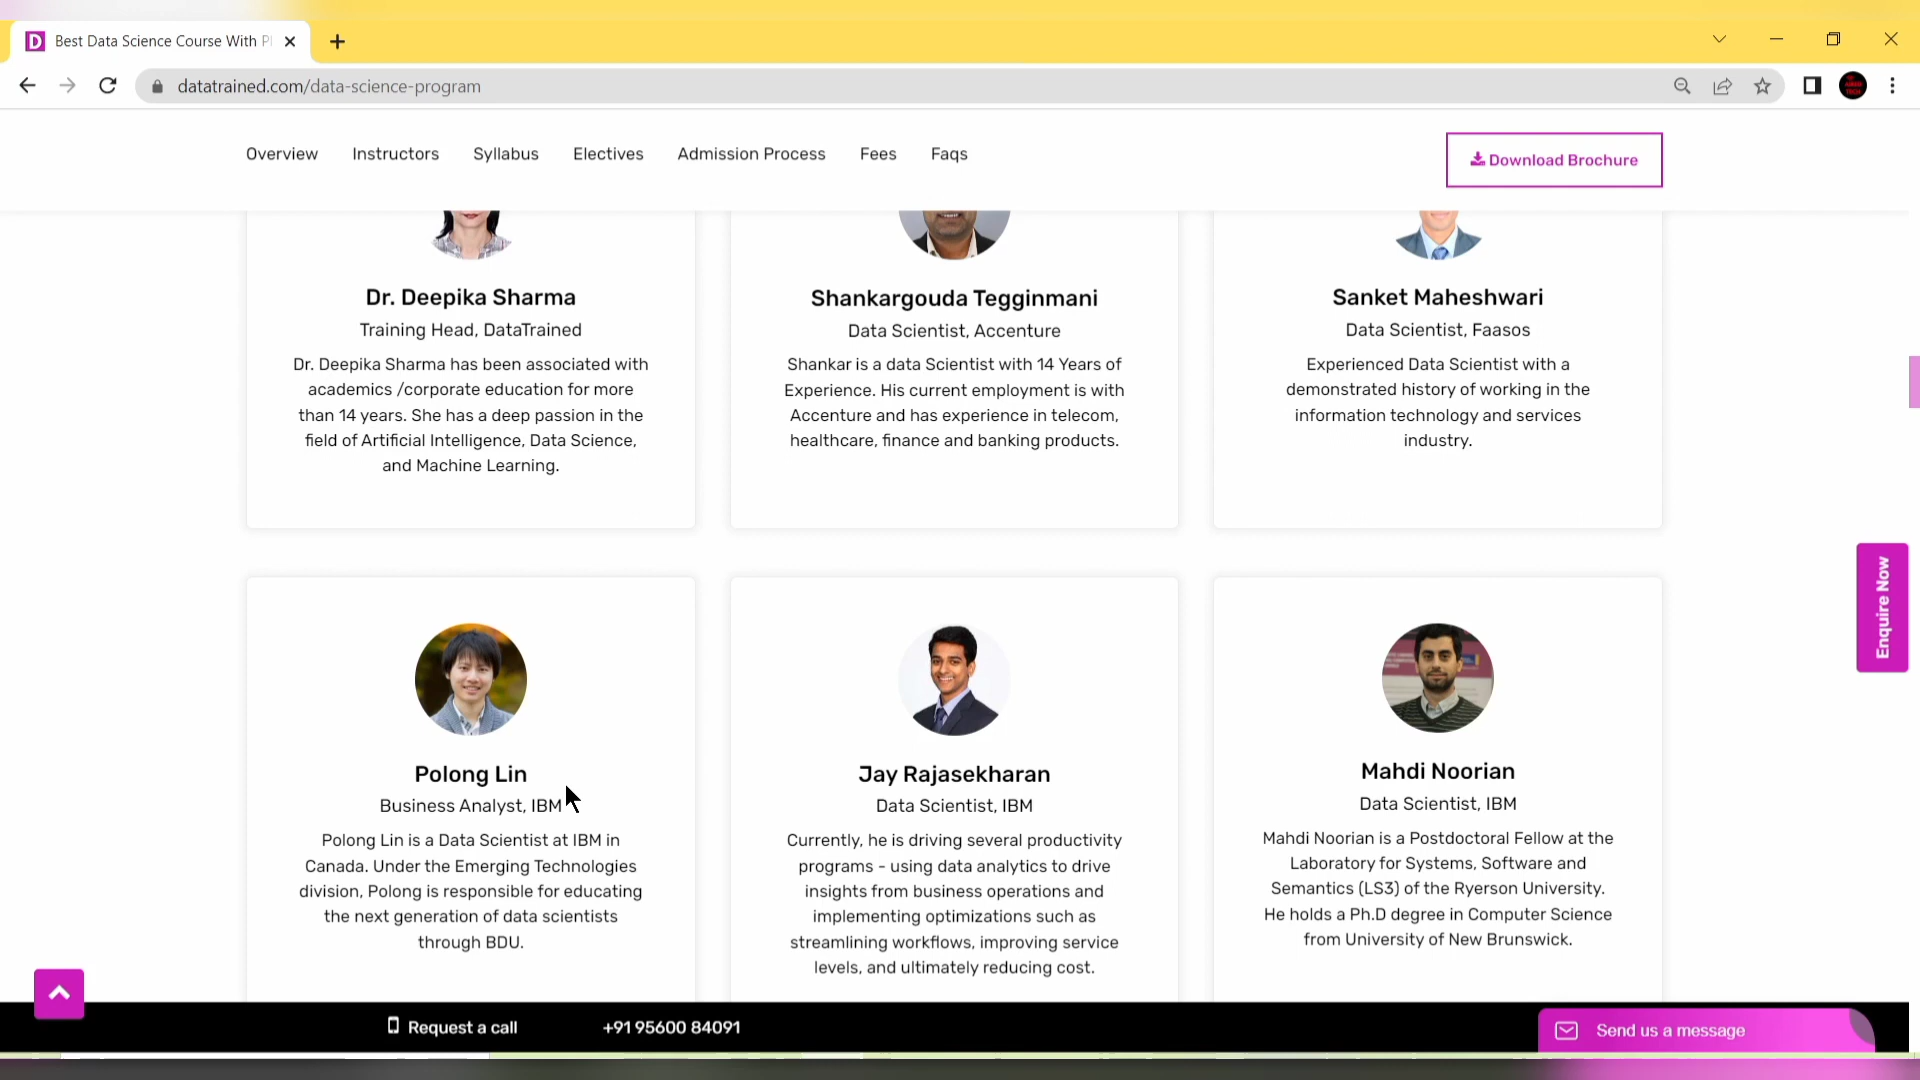 Best Data Science Course With P
datatrained.com/data-science-program
Overview Instructors Syllabus Electives Admission Process Fees Faqs
Download Brochure
Dr. Deepika Sharma
Training Head, DataTrained
Dr. Deepika Sharma has been associated with
academics /corporate education for more
than 14 years. She has a deep passion in the
field of Artificial Intelligence, Data Science,
and Machine Learning.
Shankargouda Tegginmani
Data Scientist, Accenture
Shankar is a data Scientist with 14 Years of
Experience. His current employment is with
Accenture and has experience in telecom,
healthcare, finance and banking products.
Sanket Maheshwari
Data Scientist, Faasos
Experienced Data Scientist with a
demonstrated history of working in the
information technology and services
industry.
Enquire Now
Polong Lin
Business Analyst, IBM
Polong Lin is a Data Scientist at IBM in
Canada. Under the Emerging Technologies
division, Polong is responsible for educating
the next generation of data scientists
through BDU.
Jay Rajasekharan
Data Scientist, IBM
Currently, he is driving several productivity
programs - using data analytics to drive
insights from business operations and
implementing optimizations such as
streamlining workflows, improving service
levels, and ultimately reducing cost.
Mahdi Noorian
Data Scientist, IBM
Mahdi Noorian is a Postdoctoral Fellow at the
Laboratory for Systems, Software and
Semantics (LS3) of the Ryerson University.
He holds a Ph.D degree in Computer Science
from University of New Brunswick.
Request a call +91 95600 84091
Send us a message